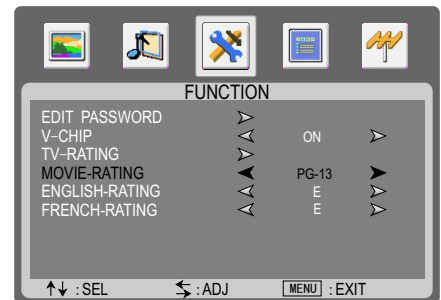 FUNCTION
EDIT PASSWORD
V-CHIP ON
TV-RATING
MOVIE-RATING PG-13
ENGLISH-RATING E
FRENCH-RATING E
: SEL : ADJ MENU : EXIT